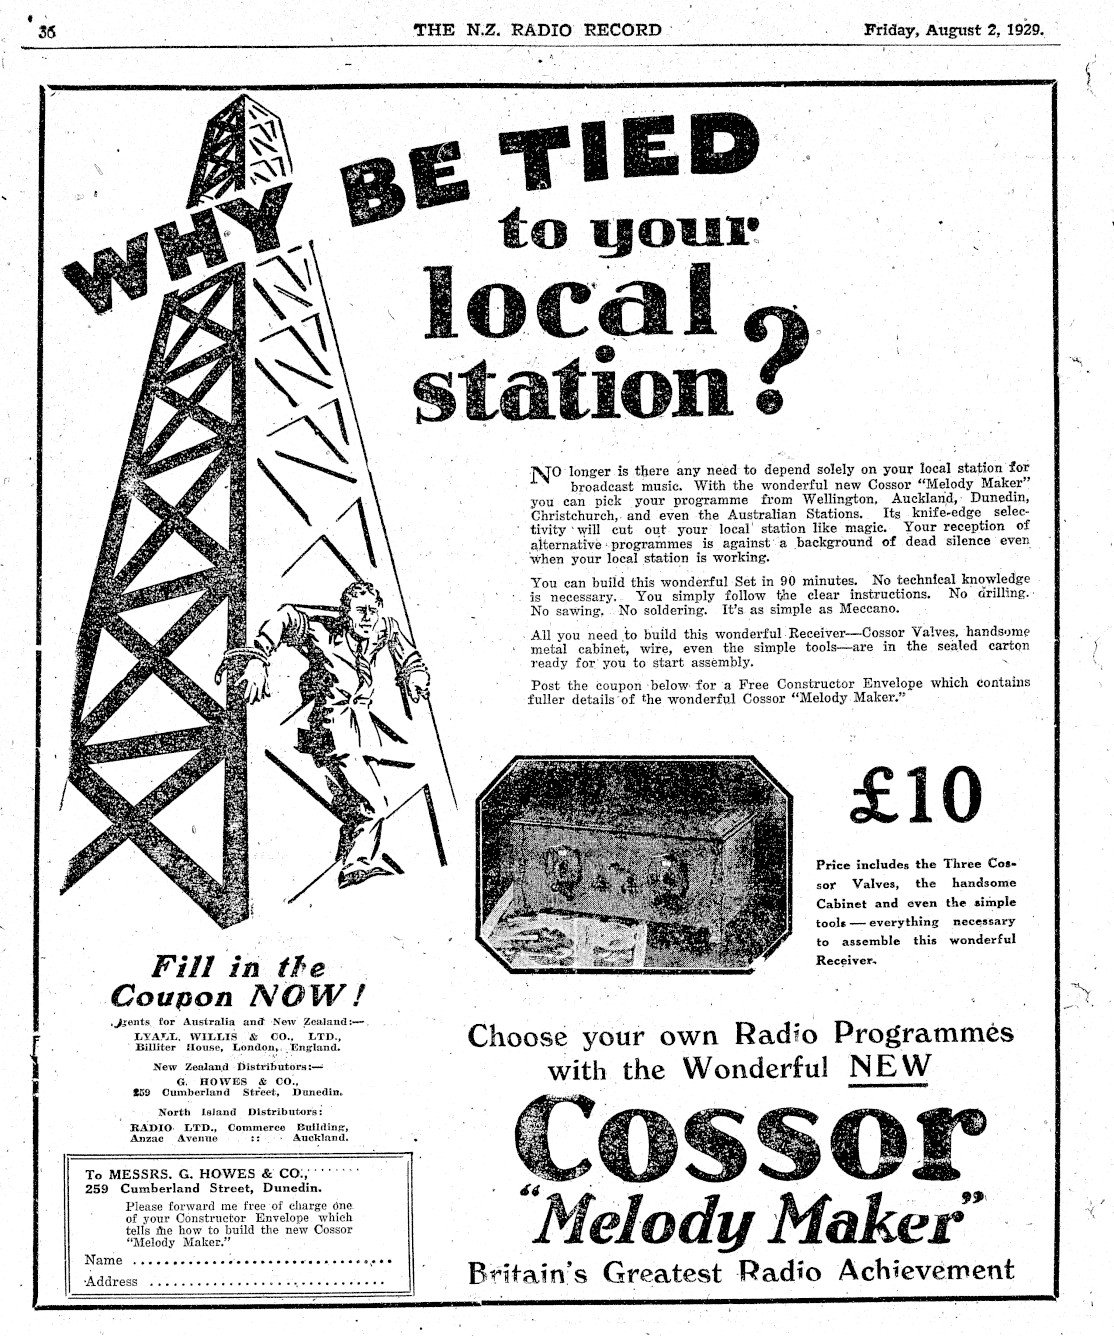 36
THE N.Z. RADIO RECORD
Friday, August 2, 1929.
WHY BE TIED
to your
local
station?
NO longer is there any need to depend solely on your local station for
broadcast music. With the wonderful new Cossor "Melody Maker"
you can pick your programme from Wellington, Auckland, Dunedin,
Christchurch, and even the Australian Stations. Its knife-edge selec-
tivity will cut out your local station like magic. Your reception of
alternative programmes is against a background of dead silence even
when your local station is working.
You can build this wonderful Set in 90 minutes. No technical knowledge
is necessary. You simply follow the clear instructions. No drilling.
No sawing. No soldering. It's as simple as Meccano.
All you need to build this wonderful Receiver—Cossor Valves, handsome
metal cabinet, wire, even the simple tools—are in the sealed carton
ready for you to start assembly.
Post the coupon below for a Free Constructor Envelope which contains
fuller details of the wonderful Cossor "Melody Maker."
£10
Price includes the Three Cos-
sor Valves, the handsome
Cabinet and even the simple
tools — everything necessary
to assemble this wonderful
Receiver.
Fill in the
Coupon NOW!
Agents for Australia and New Zealand:—
LYALL, WILLIS & CO., LTD.,
Billiter House, London, England.
New Zealand Distributors:—
G. HOWES & CO.,
259 Cumberland Street, Dunedin.
North Island Distributors:
RADIO LTD., Commerce Building,
Anzac Avenue :: Auckland.
To MESSRS. G. HOWES & CO.,
259 Cumberland Street, Dunedin.
Please forward me free of charge one
of your Constructor Envelope which
tells me how to build the new Cossor
"Melody Maker."
Name ................................
Address .............................
Choose your own Radio Programmes
with the Wonderful NEW
Cossor
"Melody Maker"
Britain's Greatest Radio Achievement